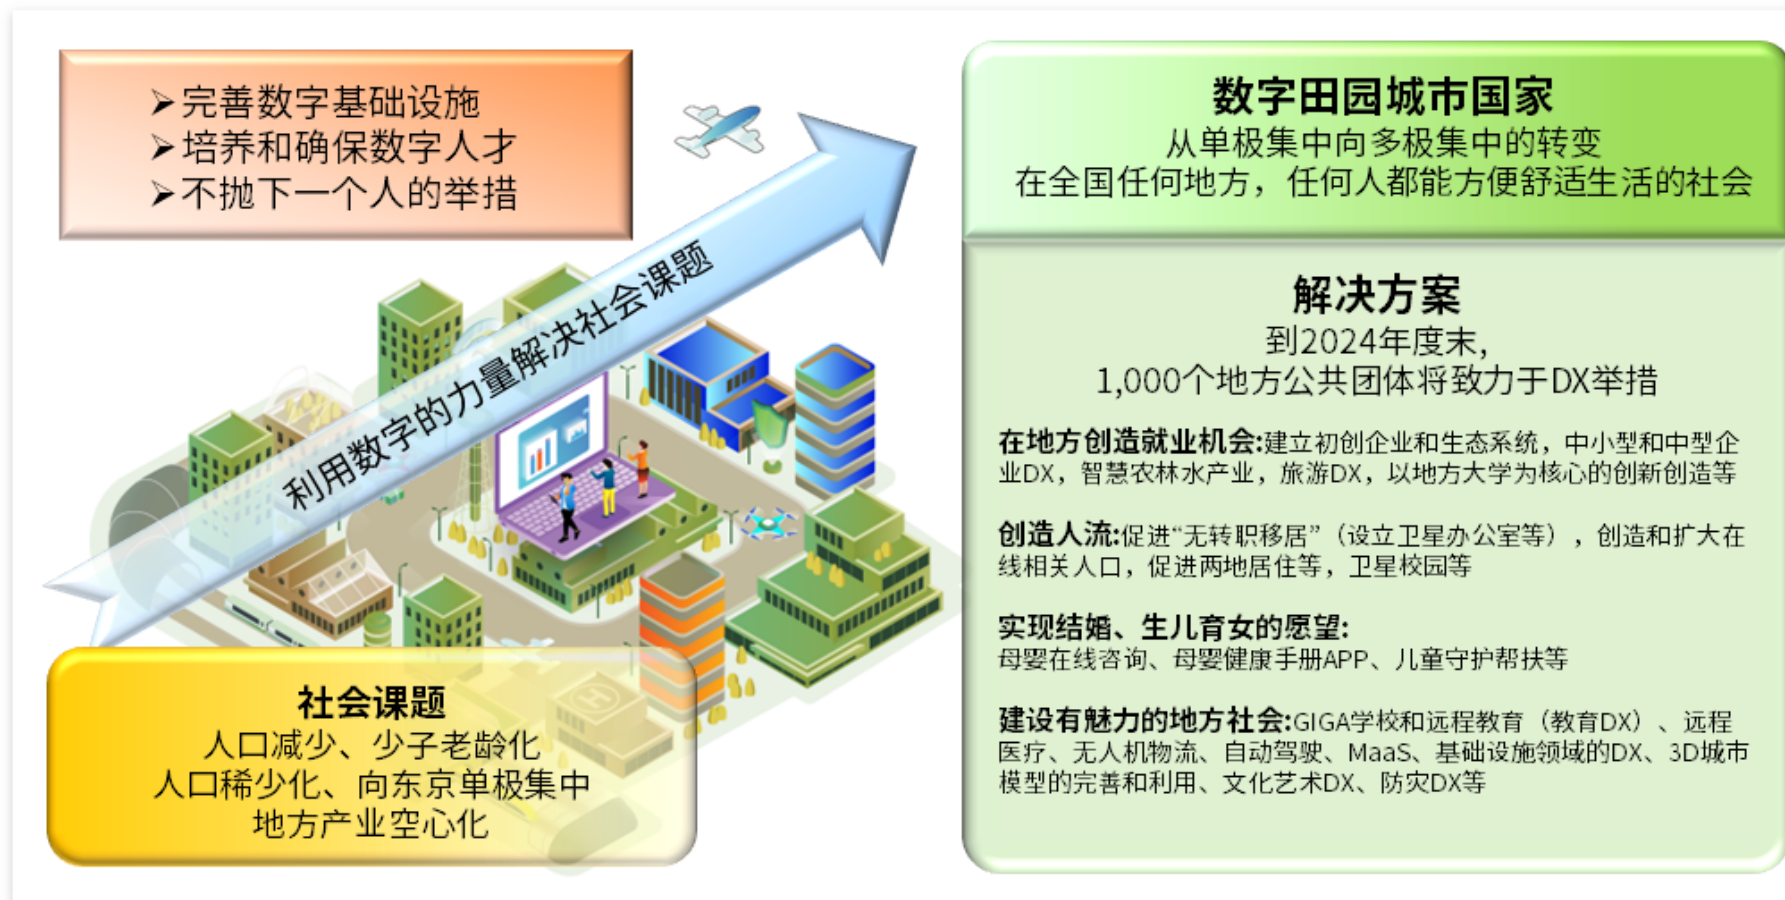 ➢完善数字基础设施
➢培养和确保数字人才
➢不抛下一个人的举措
利用数字的力量解决社会课题
社会课题
人口减少、少子老龄化
人口稀少化、向东京单极集中
地方产业空心化
数字田园城市国家
从单极集中向多极集中的转变
在全国任何地方，任何人都能方便舒适生活的社会
解决方案
到2024年度末,
1,000个地方公共团体将致力于DX举措
在地方创造就业机会:建立初创企业和生态系统，中小型和中型企
业DX，智慧农林水产业，旅游DX，以地方大学为核心的创新创造等
创造人流:促进“无转职移居”（设立卫星办公室等），创造和扩大在
线相关人口，促进两地居住等，卫星校园等
实现结婚、生儿育女的愿望:
母婴在线咨询、母婴健康手册APP、儿童守护帮扶等
建设有魅力的地方社会:GIGA学校和远程教育（教育DX）、远程
医疗、无人机物流、自动驾驶、MaaS、基础设施领域的DX、3D城市
模型的完善和利用、文化艺术DX、防灾DX等
H